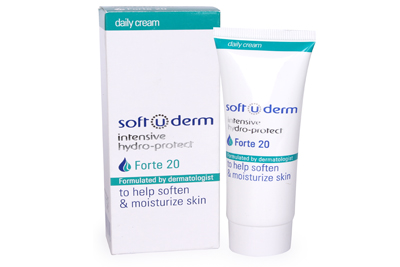 daily cream
soft u derm
intensive
hydro-protect
Forte 20
Formulated by dermatologist
to help soften
& moisturize skin
daily cream
soft u derm
intensive
hydro-protect
Forte 20
Formulated by dermatologist
to help soften
& moisturize skin